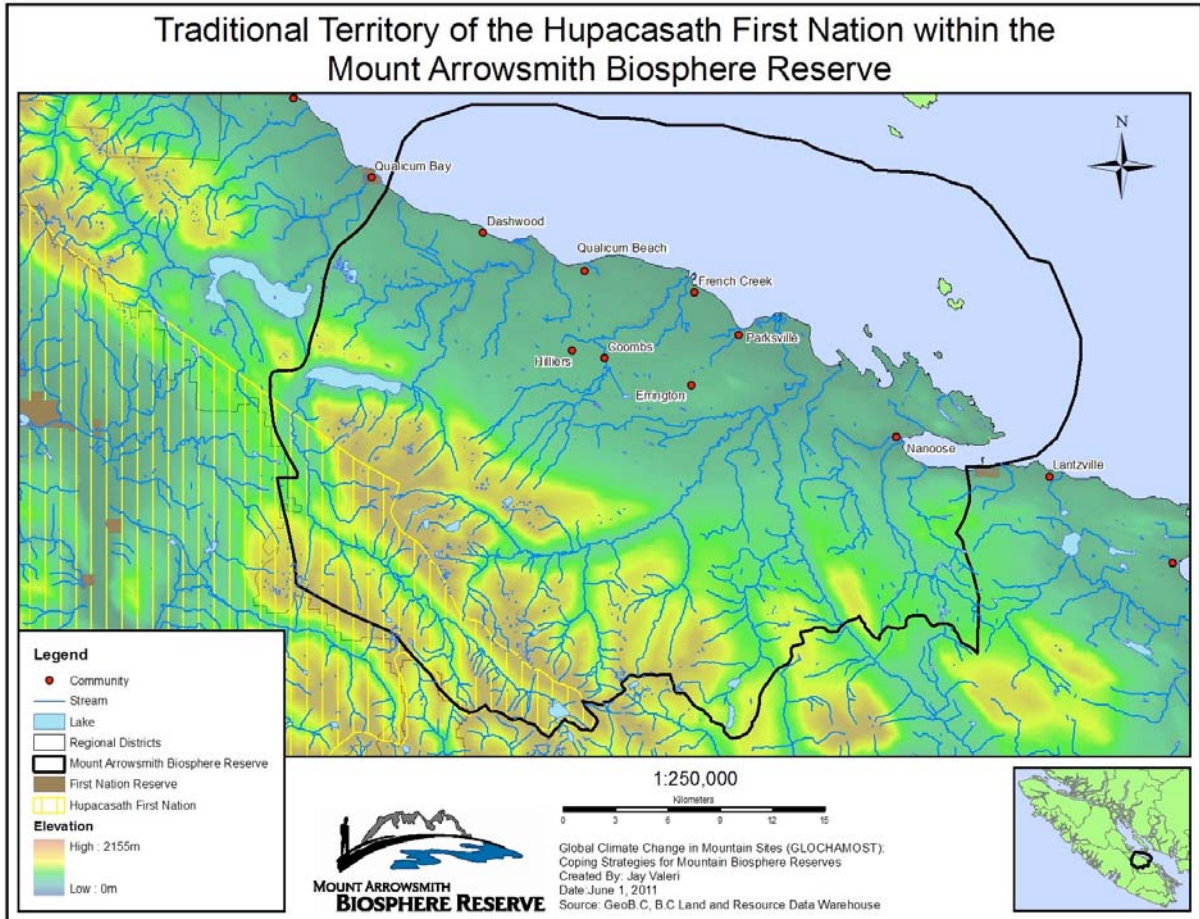 Traditional Territory of the Hupacasath First Nation within the
Mount Arrowsmith Biosphere Reserve
N
Qualicum Bay
Dashwood
Qualicum Beach
French Creek
Parksville
Coombs
Hilliers
Errington
Nanoose
Lantzville
Legend
Community
Stream
Lake
Regional Districts
Mount Arrowsmith Biosphere Reserve
First Nation Reserve
Hupacasath First Nation
Elevation
High : 2155m
Low : 0m
MOUNT ARROWSMITH
BIOSPHERE RESERVE
1:250,000
Kilometers
0 3 6 9 12 15
Global Climate Change in Mountain Sites (GLOCHAMOST):
Coping Strategies for Mountain Biosphere Reserves
Created By: Jay Valeri
Date:June 1, 2011
Source: GeoB.C, B.C Land and Resource Data Warehouse